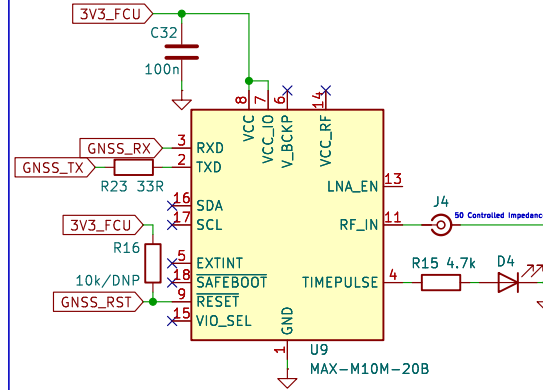 3V3_FCU
C32
100n
8
7
6
14
VCC
VCC_IO
V_BCKP
VCC_RF
GNSS_RX
3
RXD
GNSS_TX
2
TXD
R23 33R
LNA_EN
13
16
SDA
17
SCL
3V3_FCU
RF_IN
11
J4
50 Controlled Impedance
R16
10k/DNP
5
EXTINT
18
SAFEBOOT
TIMEPULSE
4
R15 4.7k
D4
GNSS_RST
9
RESET
15
VIO_SEL
GND
1
U9
MAX-M10M-20B